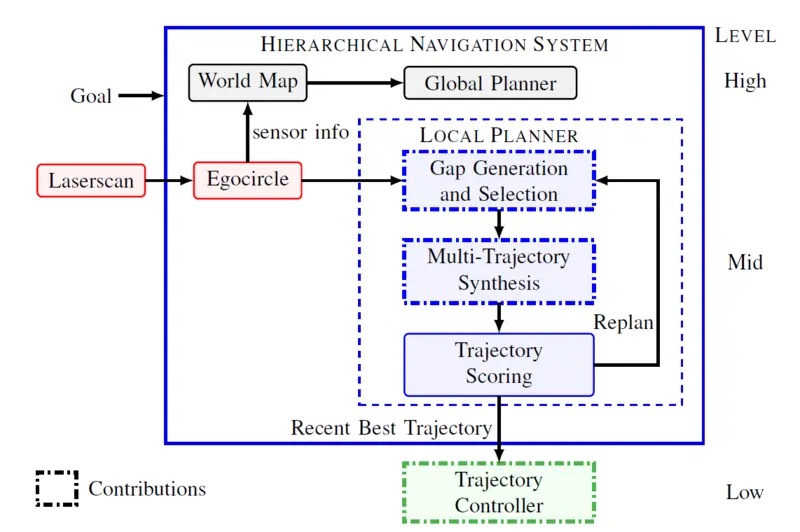 HIERARCHICAL NAVIGATION SYSTEM
LEVEL
Goal
World Map
Global Planner
High
sensor info
LOCAL PLANNER
Laserscan
Egocircle
Gap Generation
and Selection
Multi-Trajectory
Synthesis
Mid
Replan
Trajectory
Scoring
Recent Best Trajectory
Contributions
Trajectory
Controller
Low